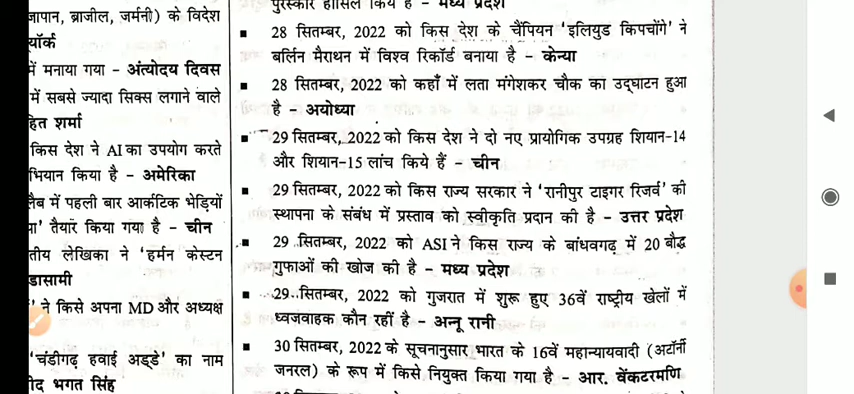 जापान, ब्राजील, जर्मनी) के विदेश
यॉर्क
में मनाया गया – अंत्योदय दिवस
में सबसे ज्यादा सिक्स लगाने वाले
हित शर्मा
किस देश ने AI का उपयोग करते
भियान किया है – अमेरिका
लैब में पहली बार आर्कटिक भेड़ियों
ा' तैयार किया गया है – चीन
तीय लेखिका ने 'हर्मन केस्टन
डासामी
' ने किसे अपना MD और अध्यक्ष
'चंडीगढ़ हवाई अड्डे' का नाम
ीद भगत सिंह
पुरस्कार हासिल किये है – मध्य प्रदेश
▪ 28 सितम्बर, 2022 को किस देश के चैंपियन 'इलियुड किपचोंगे' ने
बर्लिन मैराथन में विश्व रिकॉर्ड बनाया है – केन्या
▪ 28 सितम्बर, 2022 को कहाँ में लता मंगेशकर चौक का उद्घाटन हुआ
है – अयोध्या
▪ 29 सितम्बर, 2022 को किस देश ने दो नए प्रायोगिक उपग्रह शियान-14
और शियान-15 लांच किये हैं – चीन
▪ 29 सितम्बर, 2022 को किस राज्य सरकार ने 'रानीपुर टाइगर रिजर्व' की
स्थापना के संबंध में प्रस्ताव को स्वीकृति प्रदान की है – उत्तर प्रदेश
▪ 29 सितम्बर, 2022 को ASI ने किस राज्य के बांधवगढ़ में 20 बौद्ध
गुफाओं की खोज की है – मध्य प्रदेश
▪ 29 सितम्बर, 2022 को गुजरात में शुरू हुए 36वें राष्ट्रीय खेलों में
ध्वजवाहक कौन रहीं है – अन्नू रानी
▪ 30 सितम्बर, 2022 के सूचनानुसार भारत के 16वें महान्यायवादी (अटॉर्नी
जनरल) के रूप में किसे नियुक्त किया गया है – आर. वेंकटरमणि